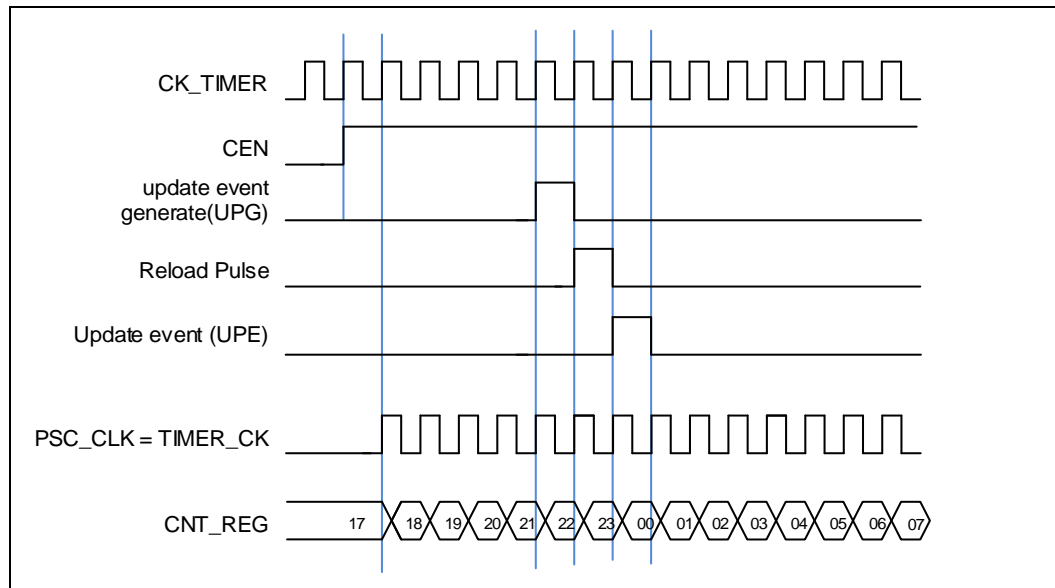 CK_TIMER
CEN
update event
generate(UPG)
Reload Pulse
Update event (UPE)
PSC_CLK = TIMER_CK
CNT_REG 17 18 19 20 21 22 23 00 01 02 03 04 05 06 07